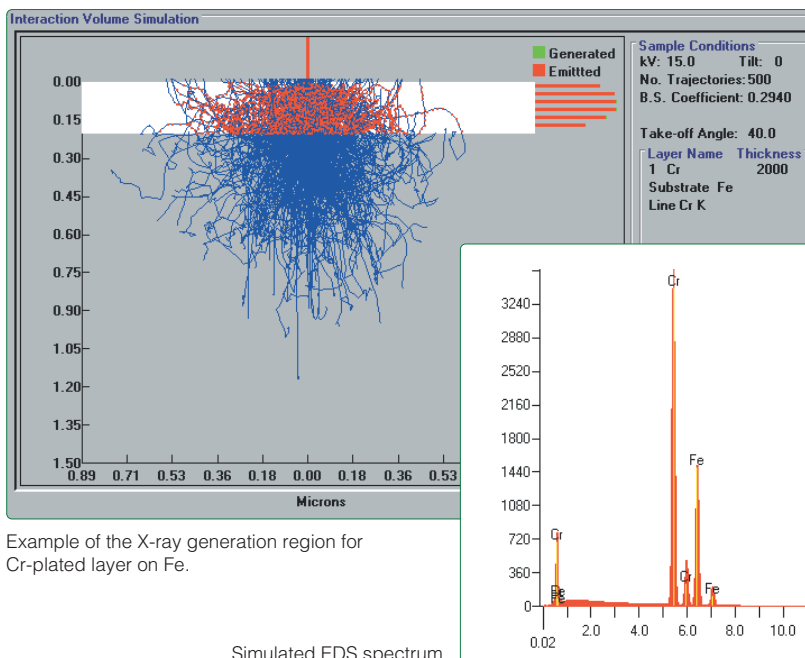 Interaction Volume Simulation
Generated
Emittted
0.00
0.15
0.30
0.45
0.60
0.75
0.90
1.05
1.20
1.35
1.50
0.89 0.71 0.53 0.36 0.18 0.00 0.18 0.36 0.53
Microns
Sample Conditions
kV: 15.0 Tilt: 0
No. Trajectories: 500
B.S. Coefficient: 0.2940
Take-off Angle: 40.0
Layer Name Thickness
1 Cr 2000
Substrate Fe
Line Cr K
Example of the X-ray generation region for
Cr-plated layer on Fe.
3240
2880
2520
2160
1800
1440
1080
720
360
0
Cr
Cr
Fe
Cr
Fe
0.02 2.0 4.0 6.0 8.0 10.0
Simulated EDS spectrum